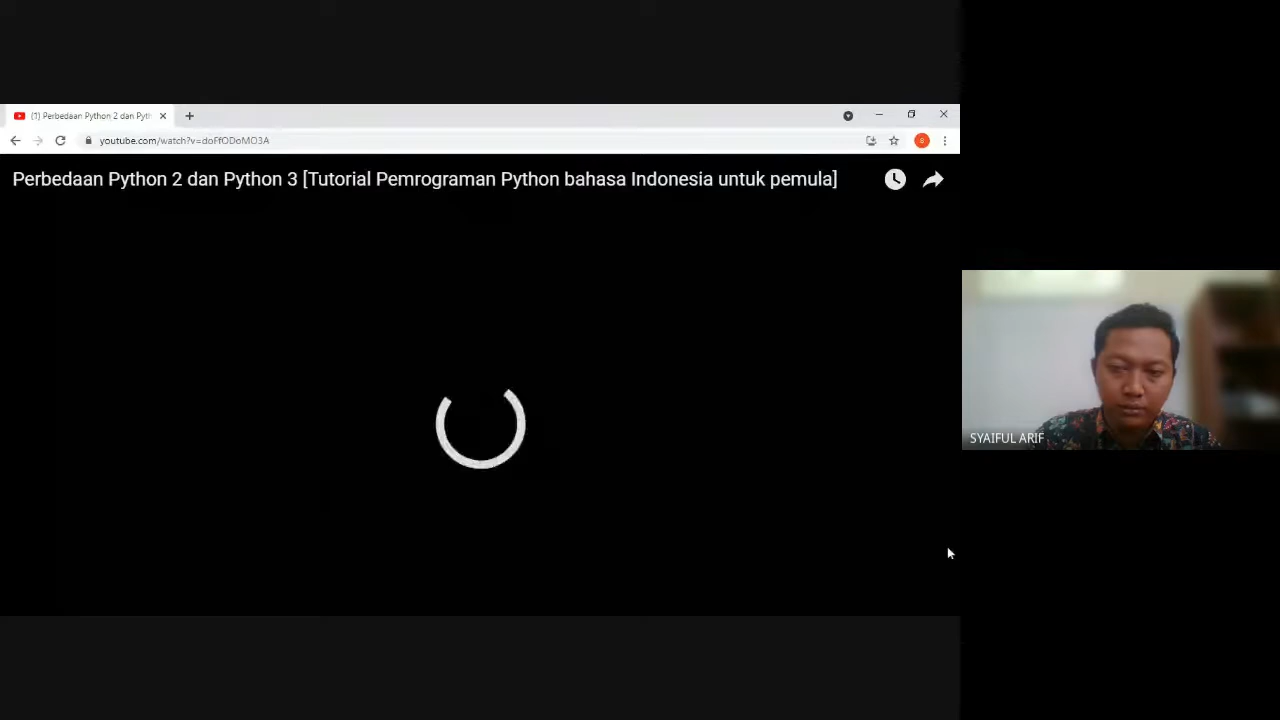 (1) Perbedaan Python 2 dan Pyth
youtube.com/watch?v=doFfODoMO3A
Perbedaan Python 2 dan Python 3 [Tutorial Pemrograman Python bahasa Indonesia untuk pemula]
SYAIFUL ARIF